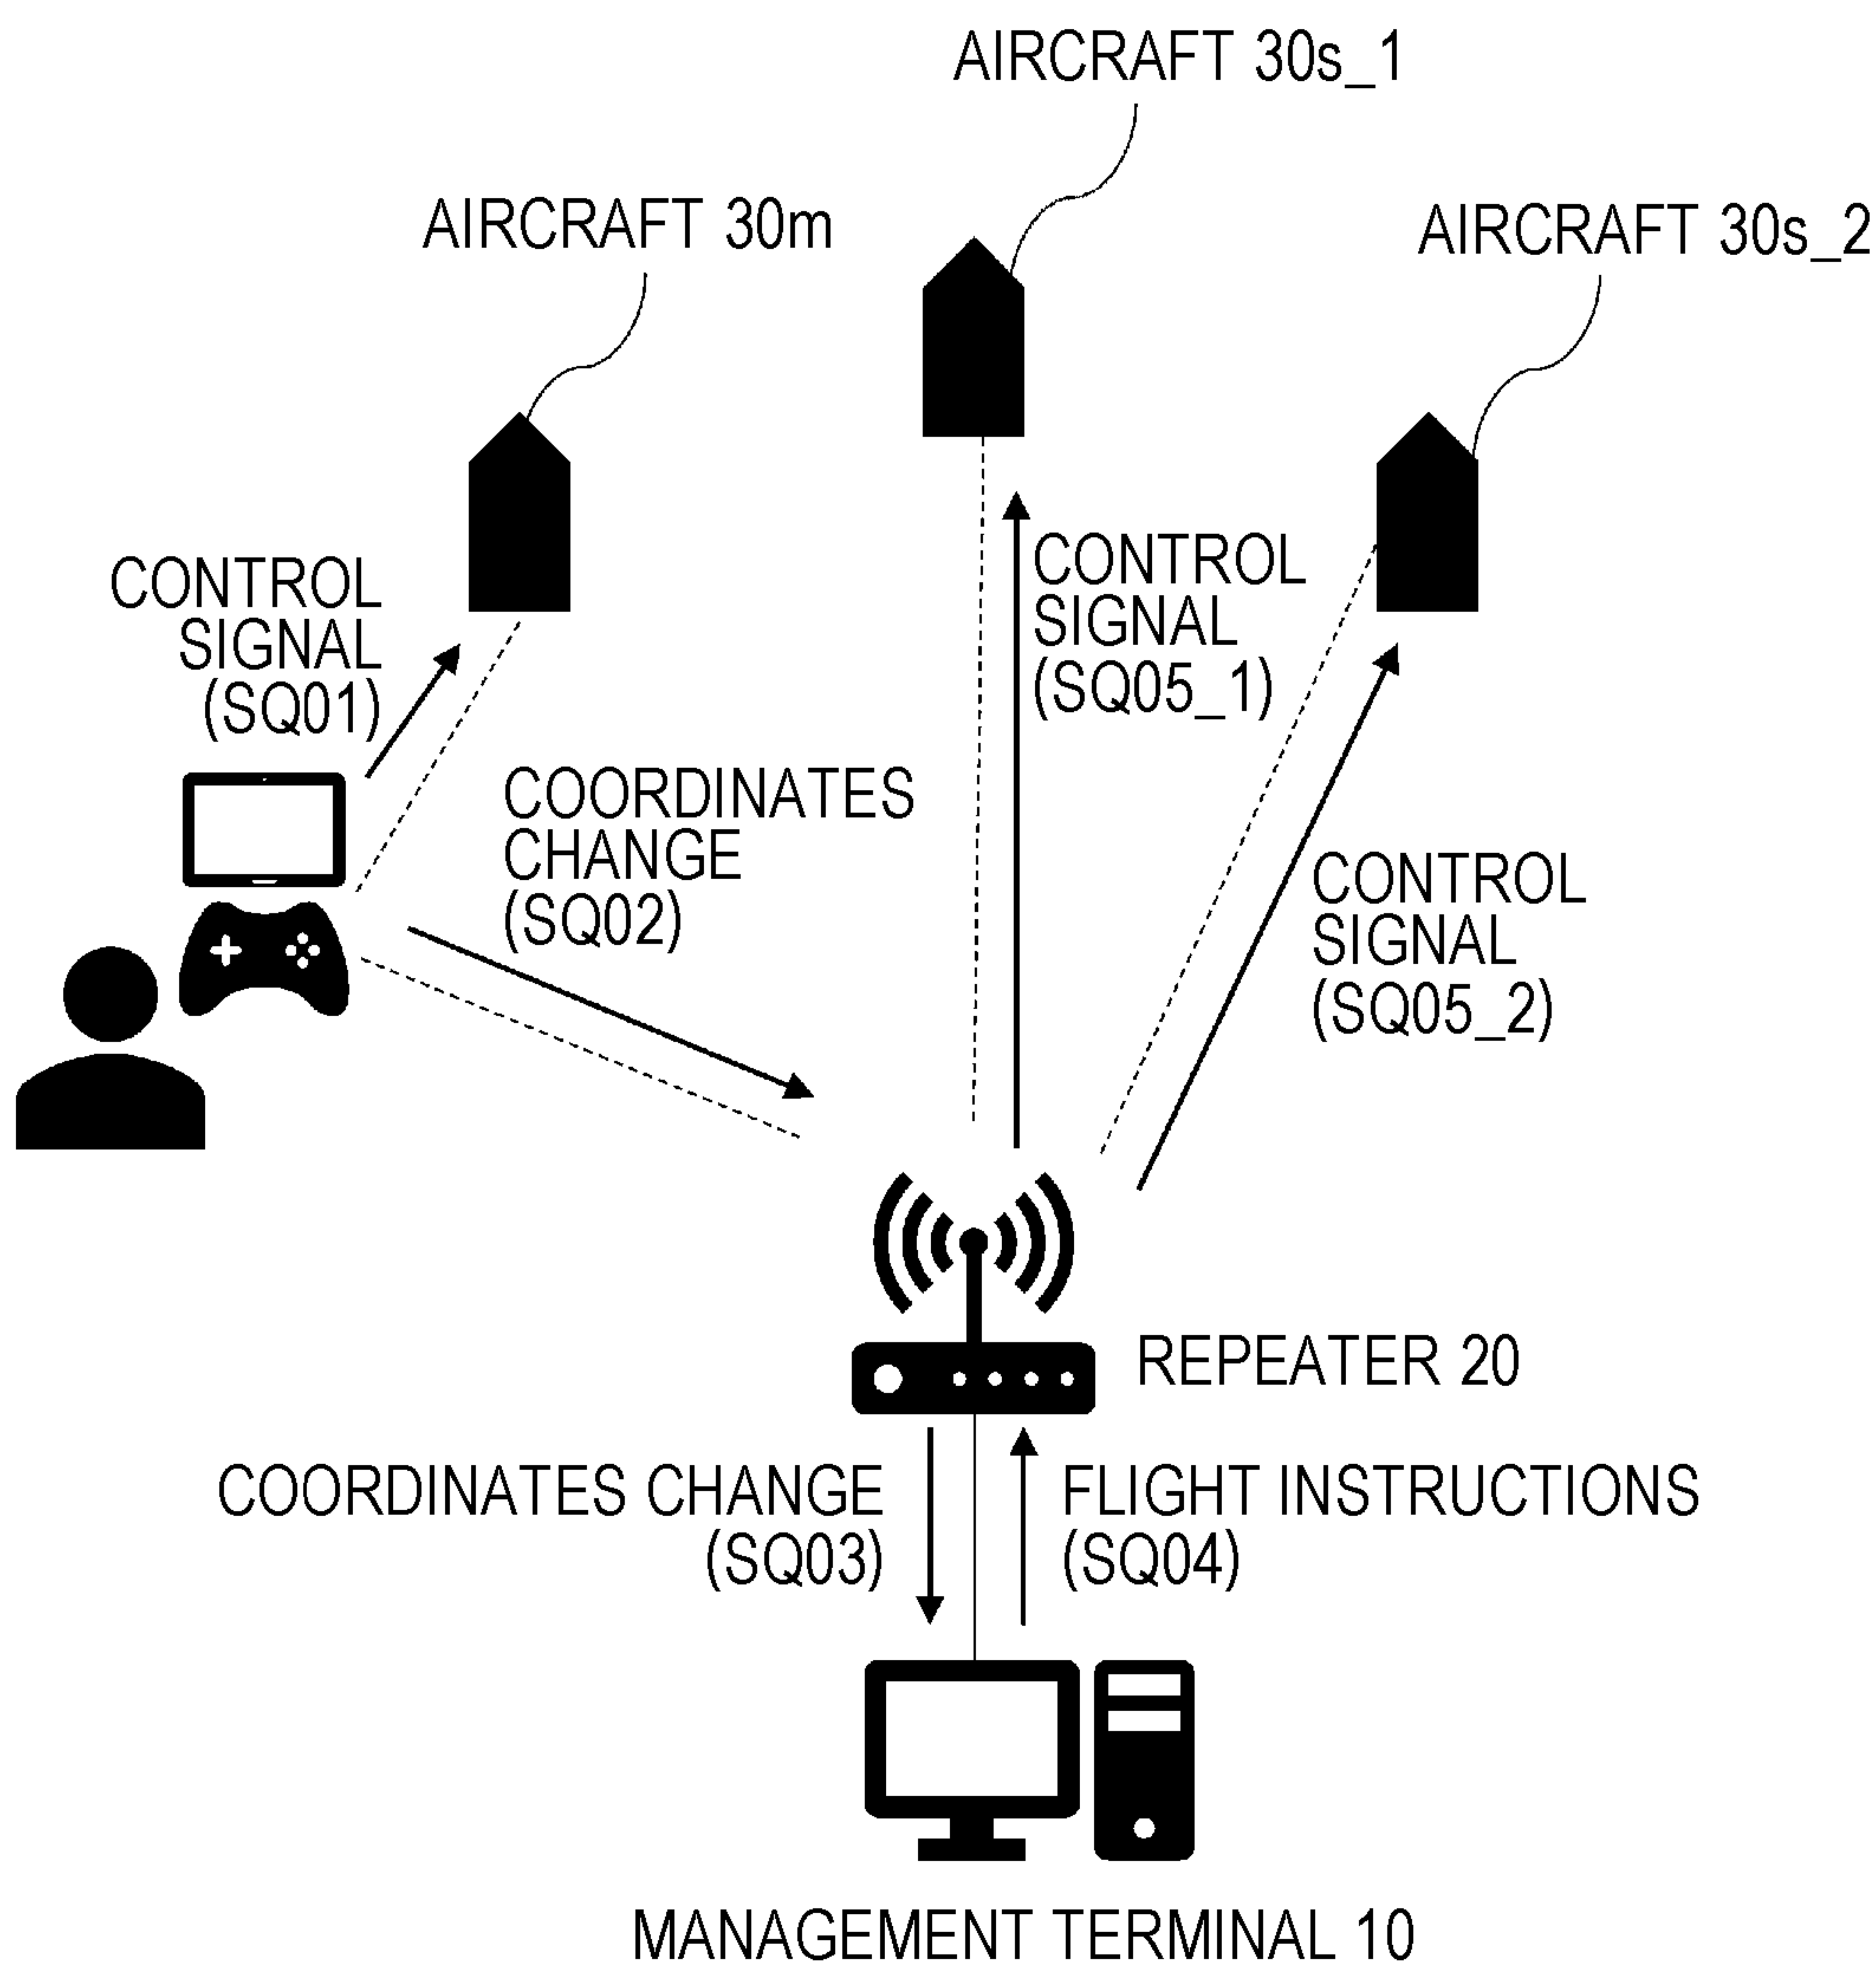 AIRCRAFT 30s_1
AIRCRAFT 30m
AIRCRAFT 30s_2
CONTROL
SIGNAL
(SQ01)
CONTROL
SIGNAL
(SQ05_1)
COORDINATES
CHANGE
(SQ02)
CONTROL
SIGNAL
(SQ05_2)
REPEATER 20
COORDINATES CHANGE
(SQ03)
FLIGHT INSTRUCTIONS
(SQ04)
MANAGEMENT TERMINAL 10